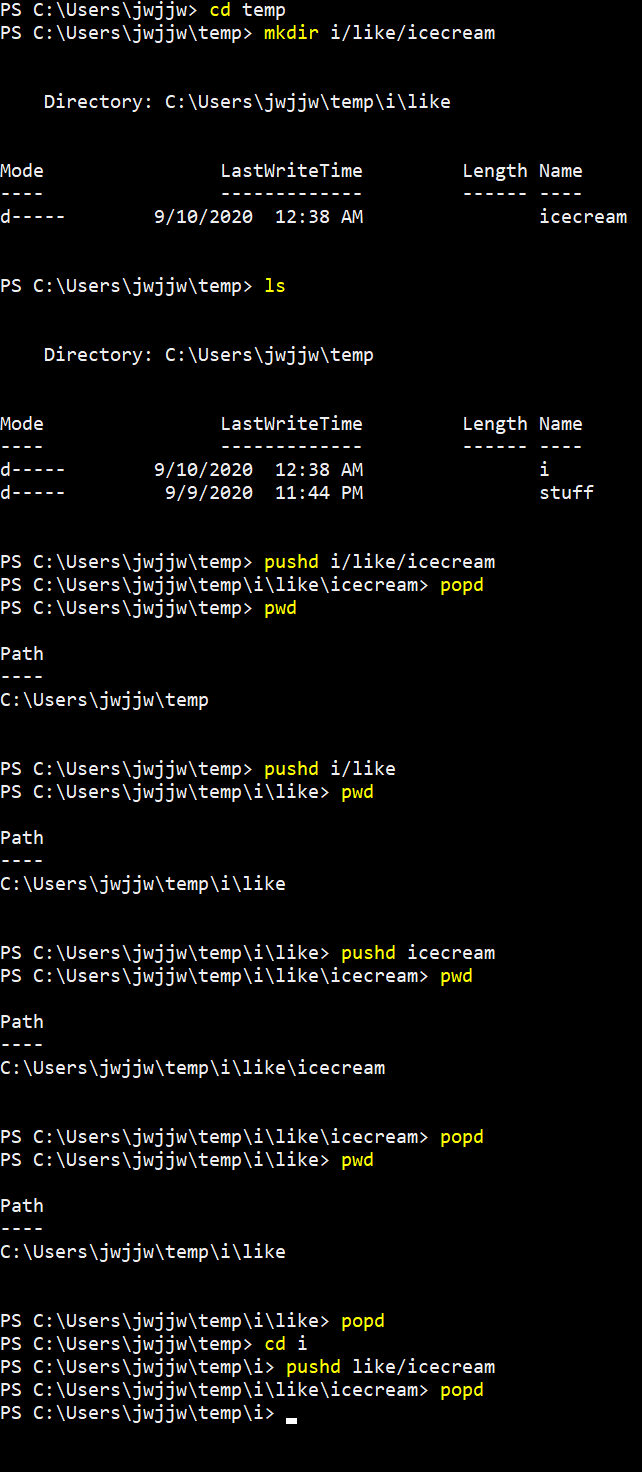 PS C:\Users\jwjjw> cd temp
PS C:\Users\jwjjw\temp> mkdir i/like/icecream
    Directory: C:\Users\jwjjw\temp\i\like
Mode                LastWriteTime         Length Name
----                -------------         ------ ----
d-----        9/10/2020  12:38 AM                icecream
PS C:\Users\jwjjw\temp> ls
    Directory: C:\Users\jwjjw\temp
Mode                LastWriteTime         Length Name
----                -------------         ------ ----
d-----        9/10/2020  12:38 AM                i
d-----         9/9/2020  11:44 PM                stuff
PS C:\Users\jwjjw\temp> pushd i/like/icecream
PS C:\Users\jwjjw\temp\i\like\icecream> popd
PS C:\Users\jwjjw\temp> pwd
Path
----
C:\Users\jwjjw\temp
PS C:\Users\jwjjw\temp> pushd i/like
PS C:\Users\jwjjw\temp\i\like> pwd
Path
----
C:\Users\jwjjw\temp\i\like
PS C:\Users\jwjjw\temp\i\like> pushd icecream
PS C:\Users\jwjjw\temp\i\like\icecream> pwd
Path
----
C:\Users\jwjjw\temp\i\like\icecream
PS C:\Users\jwjjw\temp\i\like\icecream> popd
PS C:\Users\jwjjw\temp\i\like> pwd
Path
----
C:\Users\jwjjw\temp\i\like
PS C:\Users\jwjjw\temp\i\like> popd
PS C:\Users\jwjjw\temp> cd i
PS C:\Users\jwjjw\temp\i> pushd like/icecream
PS C:\Users\jwjjw\temp\i\like\icecream> popd
PS C:\Users\jwjjw\temp\i>